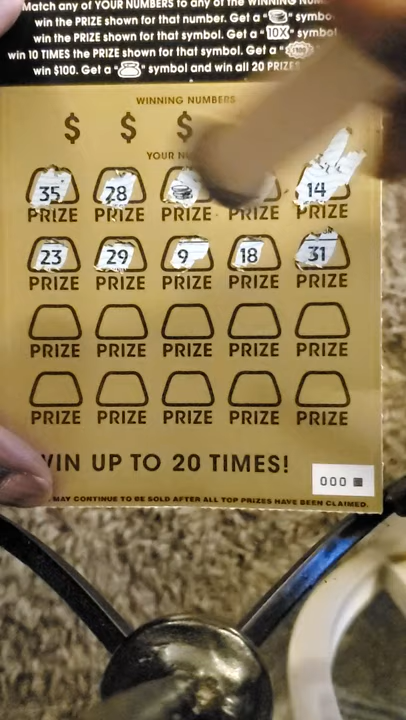 Match any of YOUR NUMBERS to any of the WINNING NUM
win the PRIZE shown for that number. Get a " " symbo
win the PRIZE shown for that symbol. Get a "10X" symbol
win 10 TIMES the PRIZE shown for that symbol. Get a "$100"
win $100. Get a " " symbol and win all 20 PRIZES
WINNING NUMBERS
$ $ $
YOUR NU
35 28 14
PRIZE PRIZE PRIZE PRIZE PRIZE
23 29 9 18 31
PRIZE PRIZE PRIZE PRIZE PRIZE
PRIZE PRIZE PRIZE PRIZE PRIZE
PRIZE PRIZE PRIZE PRIZE PRIZE
WIN UP TO 20 TIMES!
000
MAY CONTINUE TO BE SOLD AFTER ALL TOP PRIZES HAVE BEEN CLAIMED.